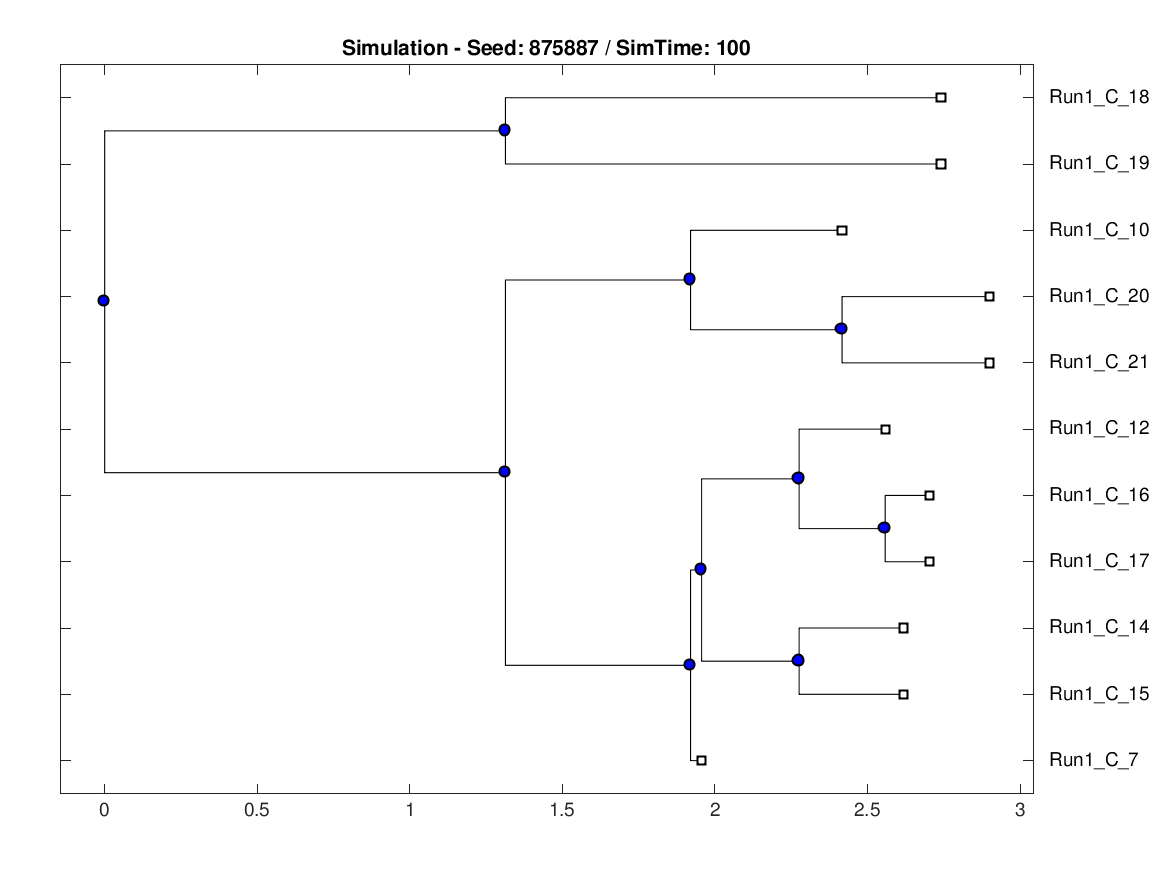 Simulation - Seed: 875887 / SimTime: 100
Run1_C_18
Run1_C_19
Run1_C_10
Run1_C_20
Run1_C_21
Run1_C_12
Run1_C_16
Run1_C_17
Run1_C_14
Run1_C_15
Run1_C_7
0 0.5 1 1.5 2 2.5 3